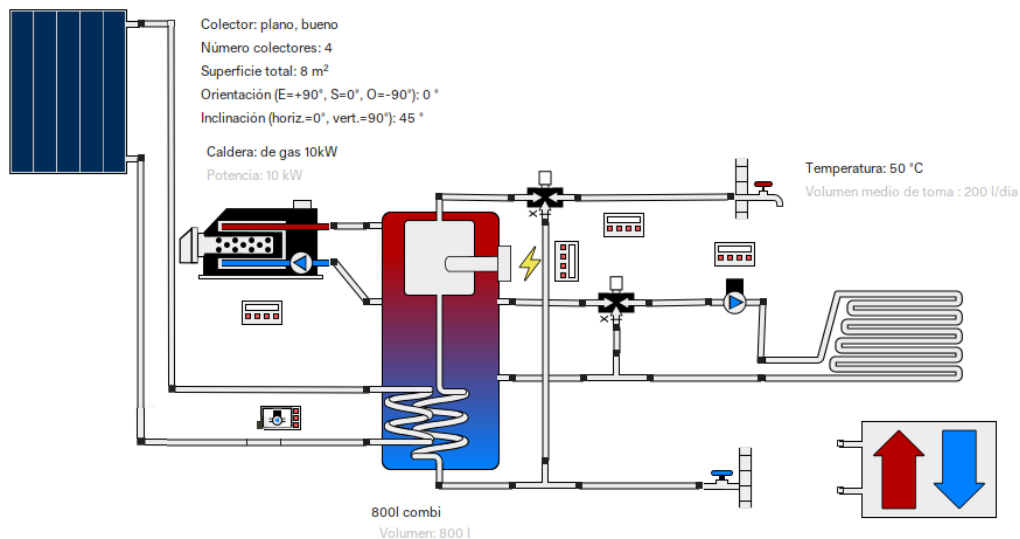 Colector: plano, bueno
Número colectores: 4
Superficie total: 8 m²
Orientación (E=+90°, S=0°, O=-90°): 0 °
Inclinación (horiz.=0°, vert.=90°): 45 °
Caldera: de gas 10kW
Potencia: 10 kW
Temperatura: 50 °C
Volumen medio de toma : 200 l/día
x
x
800l combi
Volumen: 800 l